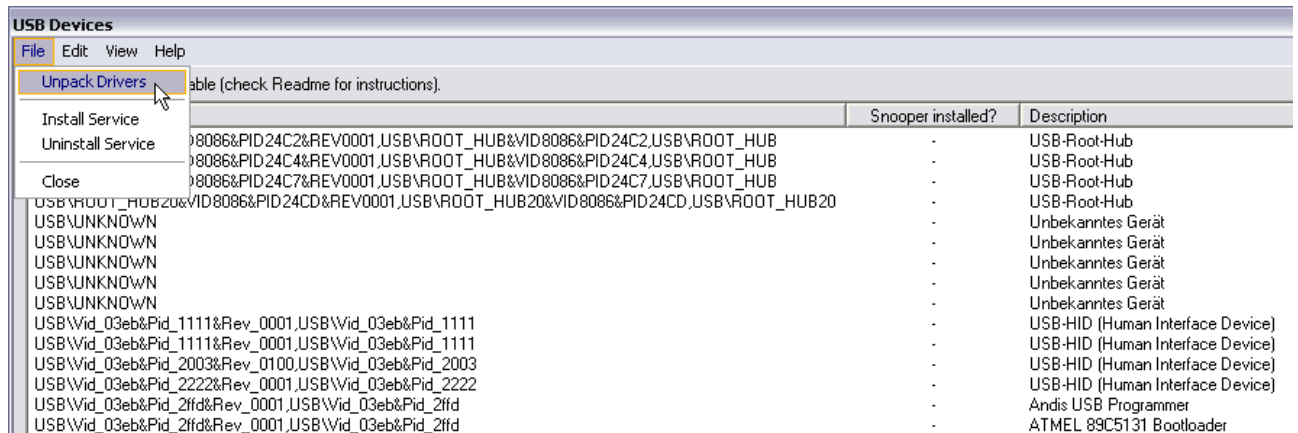 USB Devices
File Edit View Help
Unpack Drivers able (check Readme for instructions).
Install Service
Uninstall Service
Close
Snooper installed? Description
D8086&PID24C2&REV0001,USB\ROOT_HUB&VID8086&PID24C2,USB\ROOT_HUB - USB-Root-Hub
D8086&PID24C4&REV0001,USB\ROOT_HUB&VID8086&PID24C4,USB\ROOT_HUB - USB-Root-Hub
D8086&PID24C7&REV0001,USB\ROOT_HUB&VID8086&PID24C7,USB\ROOT_HUB - USB-Root-Hub
USB\ROOT_HUB20&VID8086&PID24CD&REV0001,USB\ROOT_HUB20&VID8086&PID24CD,USB\ROOT_HUB20 - USB-Root-Hub
USB\UNKNOWN - Unbekanntes Gerät
USB\UNKNOWN - Unbekanntes Gerät
USB\UNKNOWN - Unbekanntes Gerät
USB\UNKNOWN - Unbekanntes Gerät
USB\UNKNOWN - Unbekanntes Gerät
USB\Vid_03eb&Pid_1111&Rev_0001,USB\Vid_03eb&Pid_1111 - USB-HID (Human Interface Device)
USB\Vid_03eb&Pid_1111&Rev_0001,USB\Vid_03eb&Pid_1111 - USB-HID (Human Interface Device)
USB\Vid_03eb&Pid_2003&Rev_0100,USB\Vid_03eb&Pid_2003 - USB-HID (Human Interface Device)
USB\Vid_03eb&Pid_2222&Rev_0001,USB\Vid_03eb&Pid_2222 - USB-HID (Human Interface Device)
USB\Vid_03eb&Pid_2ffd&Rev_0001,USB\Vid_03eb&Pid_2ffd - Andis USB Programmer
USB\Vid_03eb&Pid_2ffd&Rev_0001,USB\Vid_03eb&Pid_2ffd - ATMEL 89C5131 Bootloader